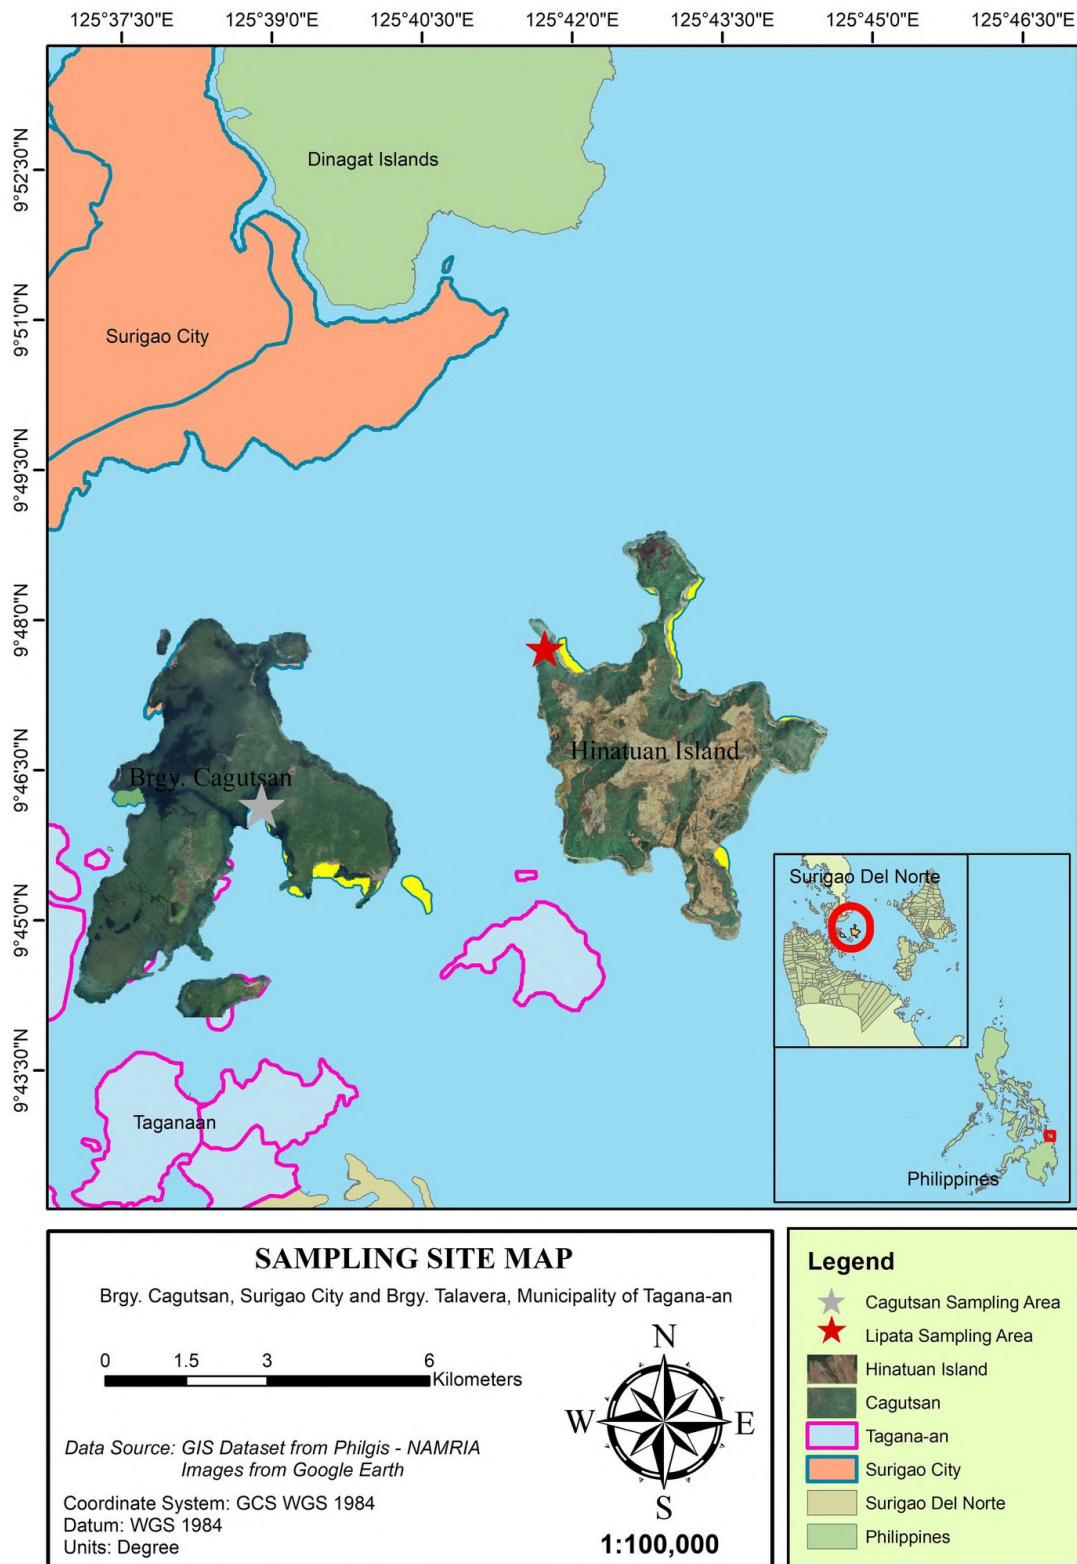 125°37'30"E 125°39'0"E 125°40'30"E 125°42'0"E 125°43'30"E 125°45'0"E 125°46'30"E
9°52'30"N
9°51'0"N
9°49'30"N
9°48'0"N
9°46'30"N
9°45'0"N
9°43'30"N
Dinagat Islands
Surigao City
Hinatuan Island
Brgy. Cagutsan
Taganaan
Surigao Del Norte
Philippines
SAMPLING SITE MAP
Brgy. Cagutsan, Surigao City and Brgy. Talavera, Municipality of Tagana-an
0 1.5 3 6
Kilometers
Data Source: GIS Dataset from Philgis - NAMRIA
Images from Google Earth
Coordinate System: GCS WGS 1984
Datum: WGS 1984
Units: Degree
N
W E
S
1:100,000
Legend
Cagutsan Sampling Area
Lipata Sampling Area
Hinatuan Island
Cagutsan
Tagana-an
Surigao City
Surigao Del Norte
Philippines